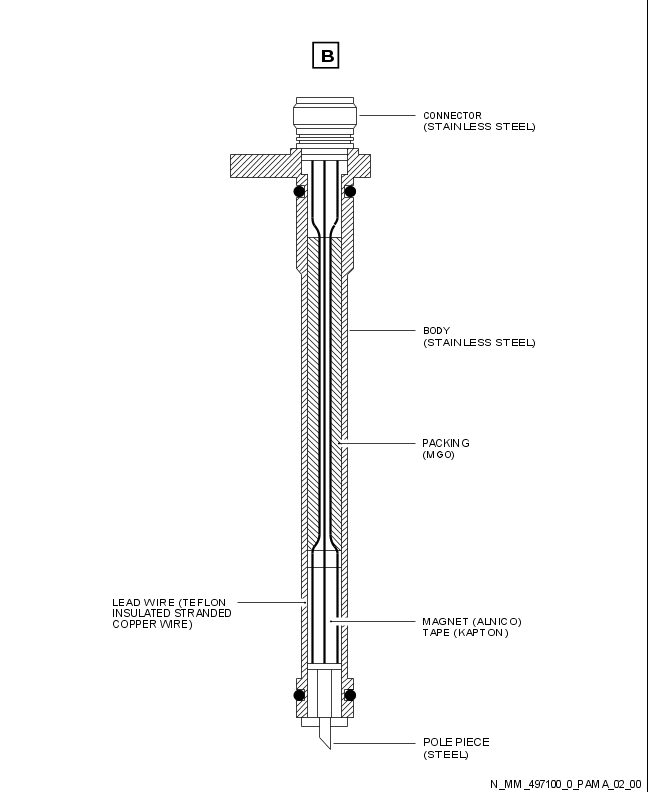 B
CONNECTOR
(STAINLESS STEEL)
BODY
(STAINLESS STEEL)
PACKING
(MGO)
LEAD WIRE (TEFLON
INSULATED STRANDED
COPPER WIRE)
MAGNET (ALNICO)
TAPE (KAPTON)
POLE PIECE
(STEEL)
N_MM_497100_0_PAMA_02_00